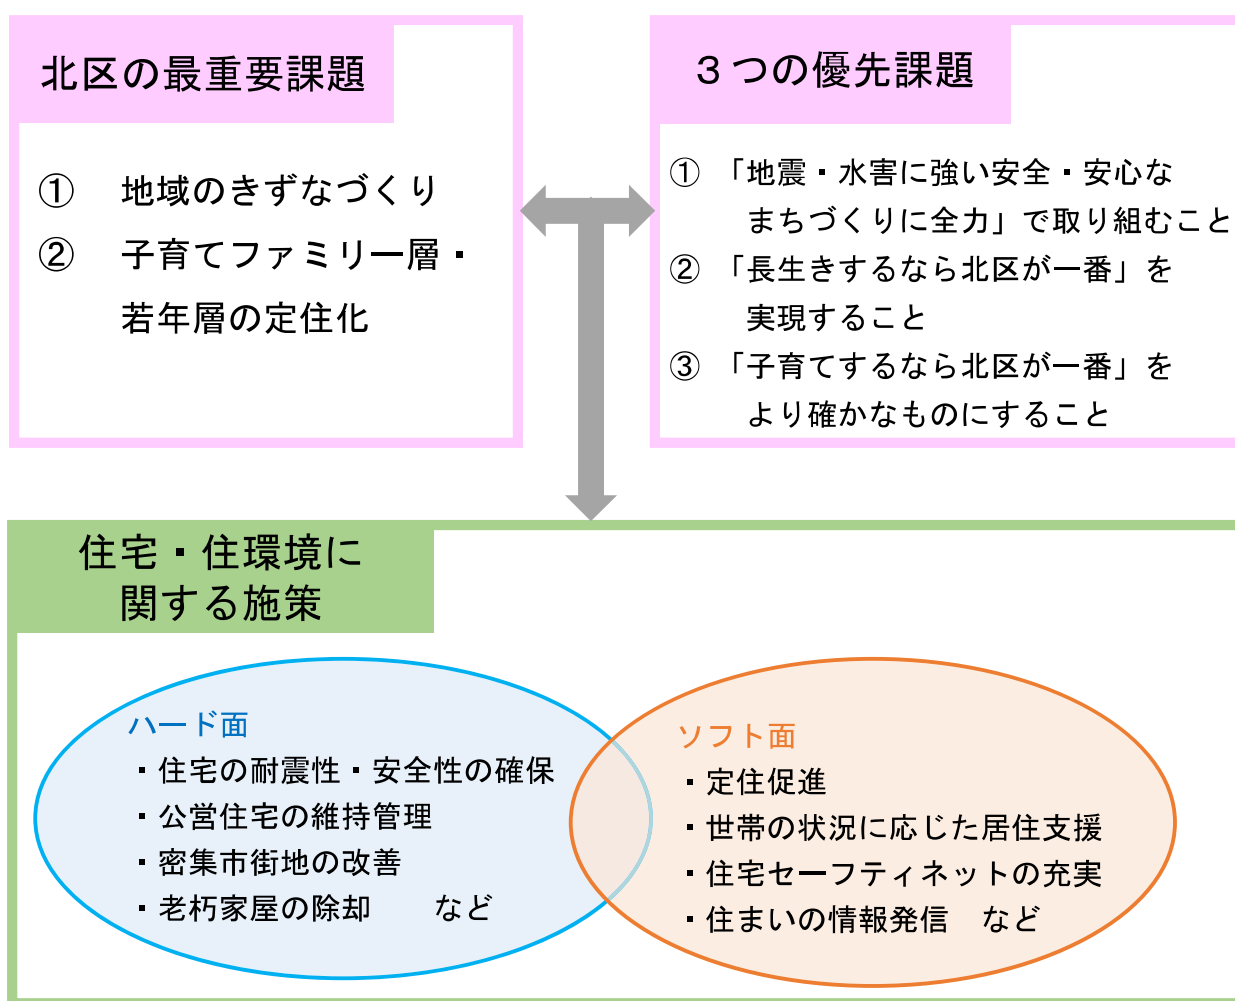 北区の最重要課題
① 地域のきずなづくり
② 子育てファミリー層・
若年層の定住化
３つの優先課題
① 「地震・水害に強い安全・安心な
まちづくりに全力」で取り組むこと
② 「長生きするなら北区が一番」を
実現すること
③ 「子育てするなら北区が一番」を
より確かなものにすること
住宅・住環境に
関する施策
ハード面
・住宅の耐震性・安全性の確保
・公営住宅の維持管理
・密集市街地の改善
・老朽家屋の除却　　など
ソフト面
・定住促進
・世帯の状況に応じた居住支援
・住宅セーフティネットの充実
・住まいの情報発信　など